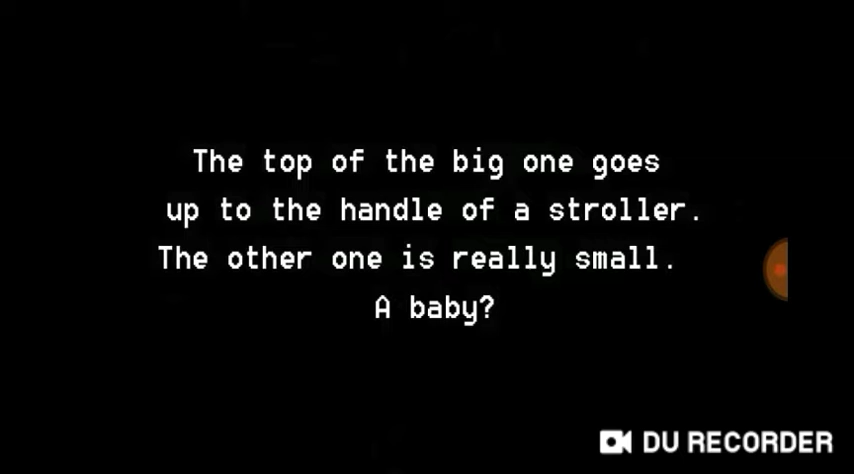 The top of the big one goes
up to the handle of a stroller.
The other one is really small.
A baby?
DU RECORDER